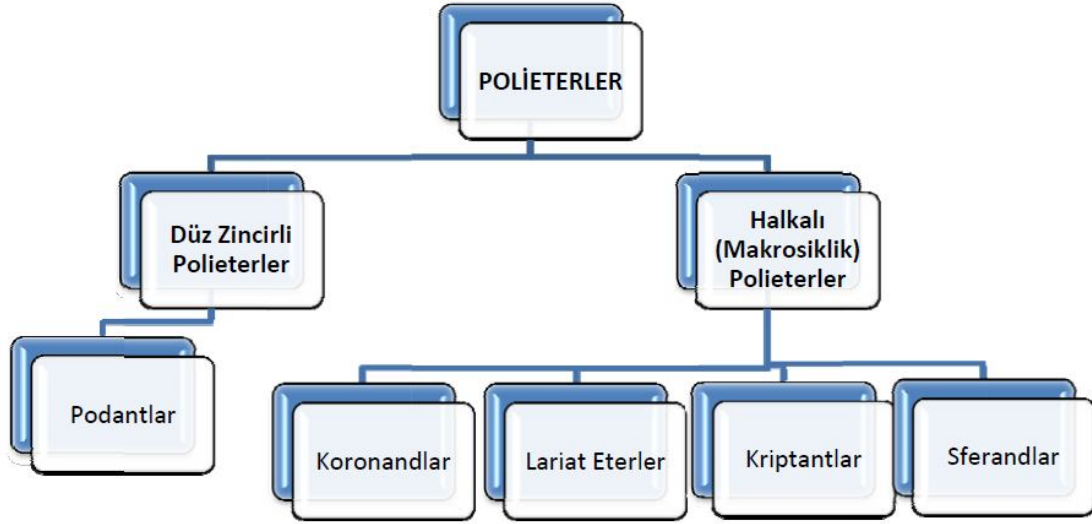 POLİETERLER
Düz Zincirli
Polieterler
Halkalı
(Makrosiklik)
Polieterler
Podantlar
Koronandlar
Lariat Eterler
Kriptantlar
Sferandlar